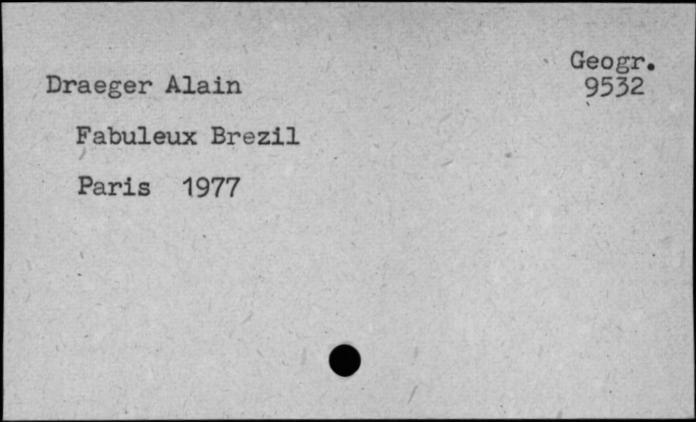 Geogr.
9532
Draeger Alain
Fabuleux Brezil
Paris 1977